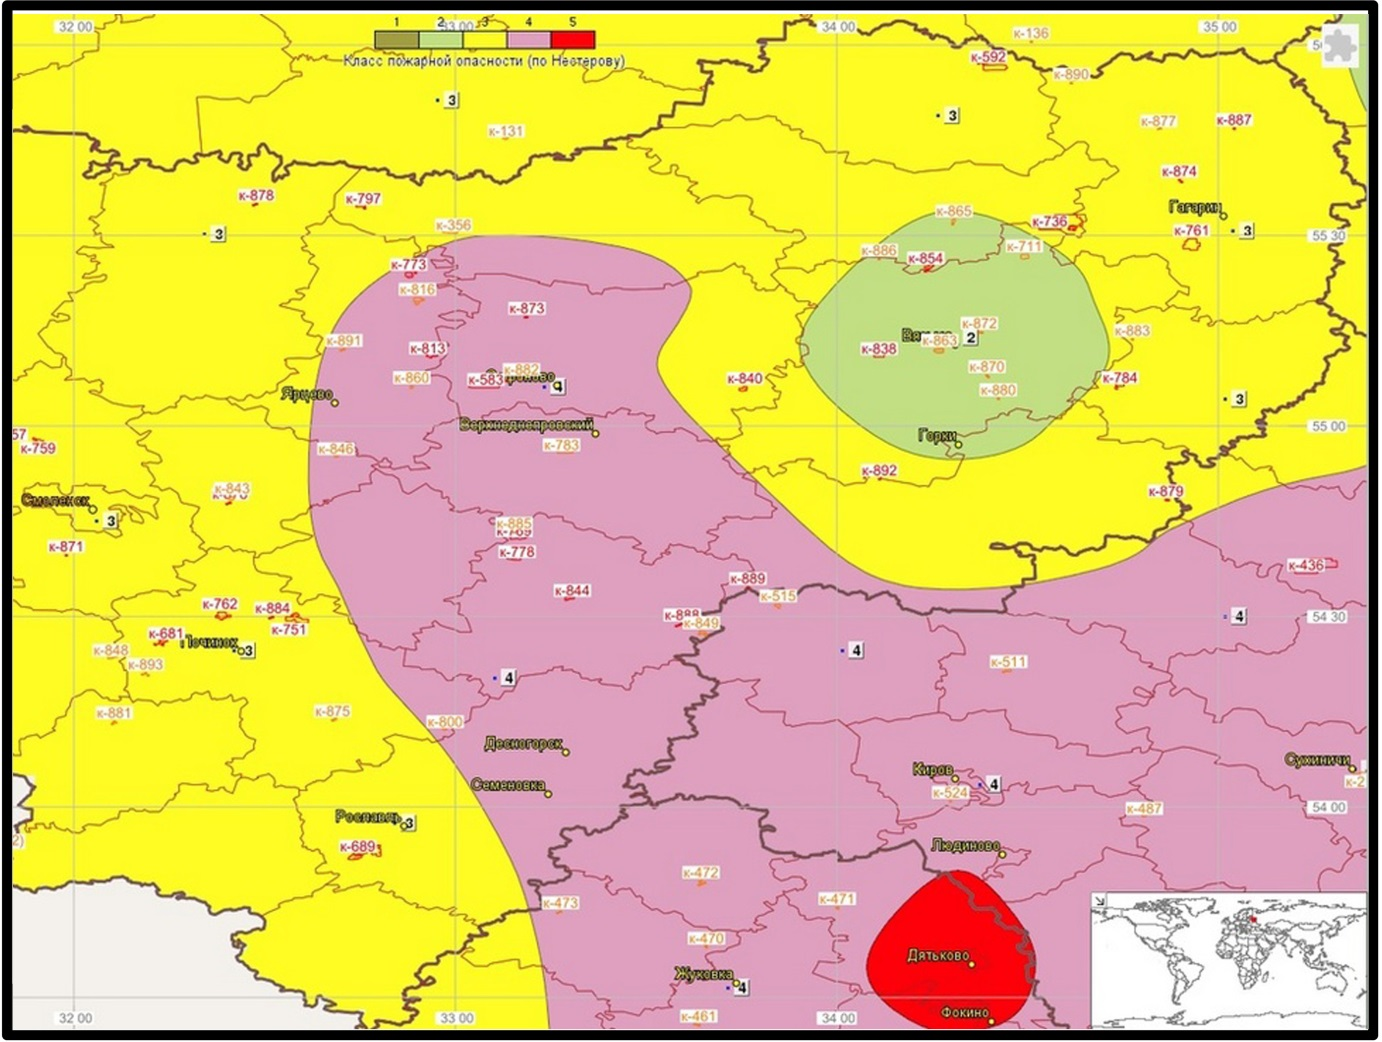 32 00
33 00
34 00
35 00
1 2 3 4 5
Класс пожарной опасности (по Нестерову)
к-136
к-592
к-890
3
3
к-131
к-877
к-887
к-874
к-878
к-797
Гагарин
к-356
к-865
к-736
3
к-761
3
55 30
к-886
к-854
к-711
к-773
к-816
к-873
к-872
к-883
к-891
к-813
2
к-863
к-838
к-870
к-860
к-882
к-583
4
к-840
к-784
к-880
Ярцево
3
Верхнеднепровский
55 00
57
к-759
к-846
к-783
Горки
к-892
к-843
к-879
Смоленск
3
к-885
к-871
к-778
к-889
к-436
к-844
к-515
к-762
к-884
к-888
к-849
4
54 30
к-751
к-681
Починок
3
к-848
4
к-893
к-511
4
к-881
к-875
к-800
Десногорск
Сухиничи
Киров
Семеновка
4
к-524
к-487
54 00
Рославль
3
2)
к-689
Людиново
к-472
к-473
к-471
к-470
Дятьково
Жуковка
4
Фокино
32 00
33 00
к-461
34 00